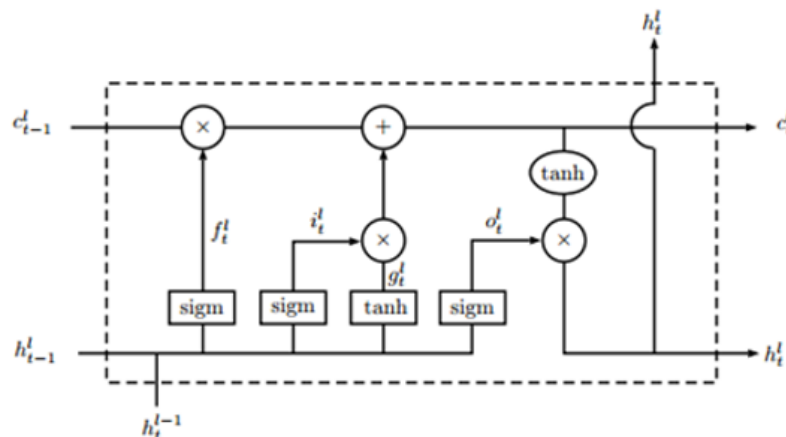 h_t^l
c_{t-1}^l × + c
tanh
f_t^l i_t^l × o_t^l ×
g_t^l
sigm sigm tanh sigm
h_{t-1}^l h_t^l
h_t^{l-1}